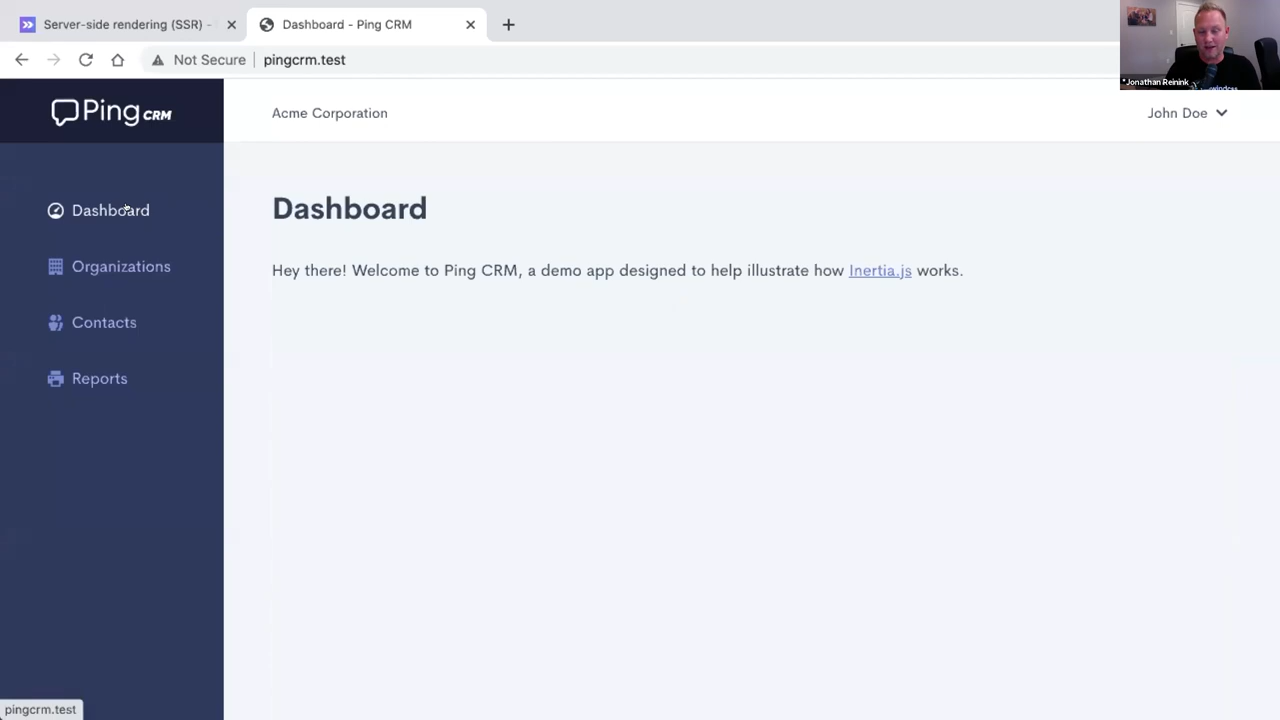 Server-side rendering (SSR) -
Dashboard - Ping CRM
Not Secure
pingcrm.test
*Jonathan Reinink
Ping CRM
Acme Corporation
John Doe
Dashboard
Organizations
Contacts
Reports
Dashboard
Hey there! Welcome to Ping CRM, a demo app designed to help illustrate how Inertia.js works.
pingcrm.test